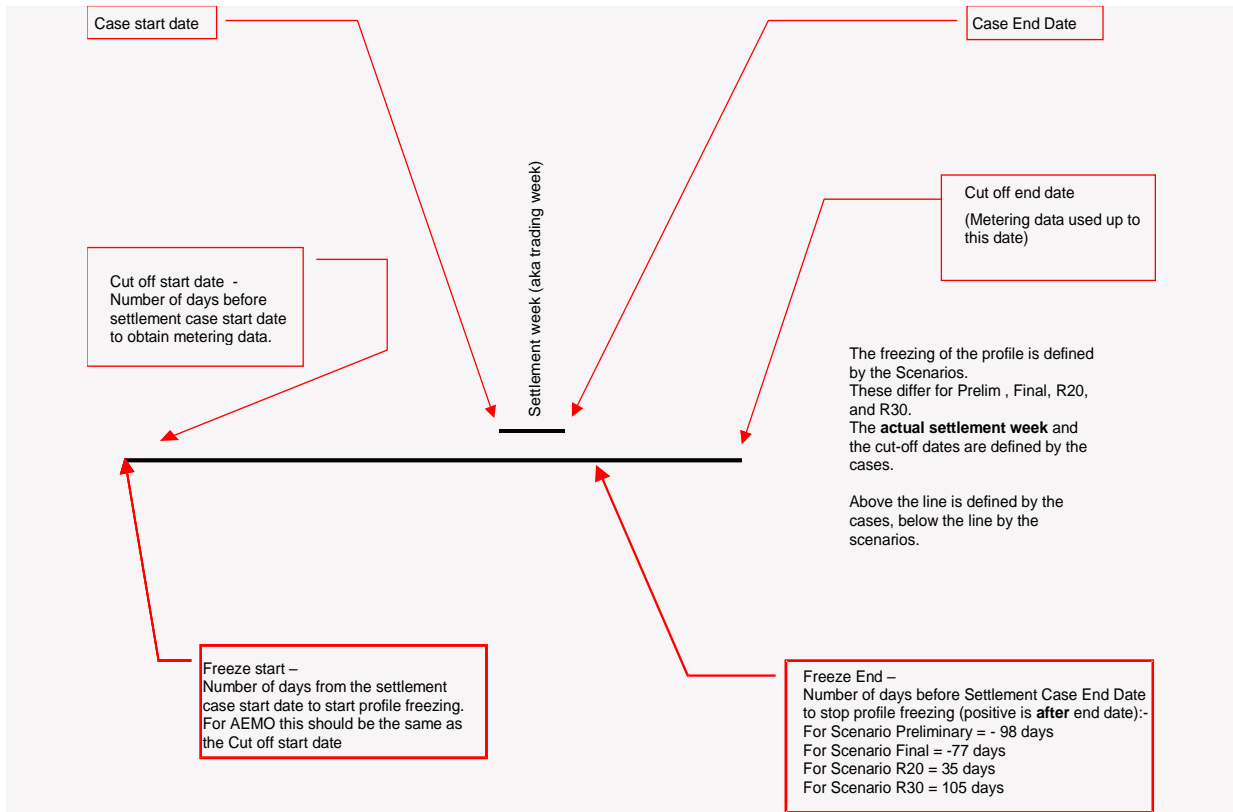 Case start date
Case End Date
Settlement week (aka trading week)
Cut off end date
(Metering data used up to
this date)
Cut off start date -
Number of days before
settlement case start date
to obtain metering data.
The freezing of the profile is defined
by the Scenarios.
These differ for Prelim , Final, R20,
and R30.
The actual settlement week and
the cut-off dates are defined by the
cases.
Above the line is defined by the
cases, below the line by the
scenarios.
Freeze start –
Number of days from the settlement
case start date to start profile freezing.
For AEMO this should be the same as
the Cut off start date
Freeze End –
Number of days before Settlement Case End Date
to stop profile freezing (positive is after end date):-
For Scenario Preliminary = - 98 days
For Scenario Final = -77 days
For Scenario R20 = 35 days
For Scenario R30 = 105 days